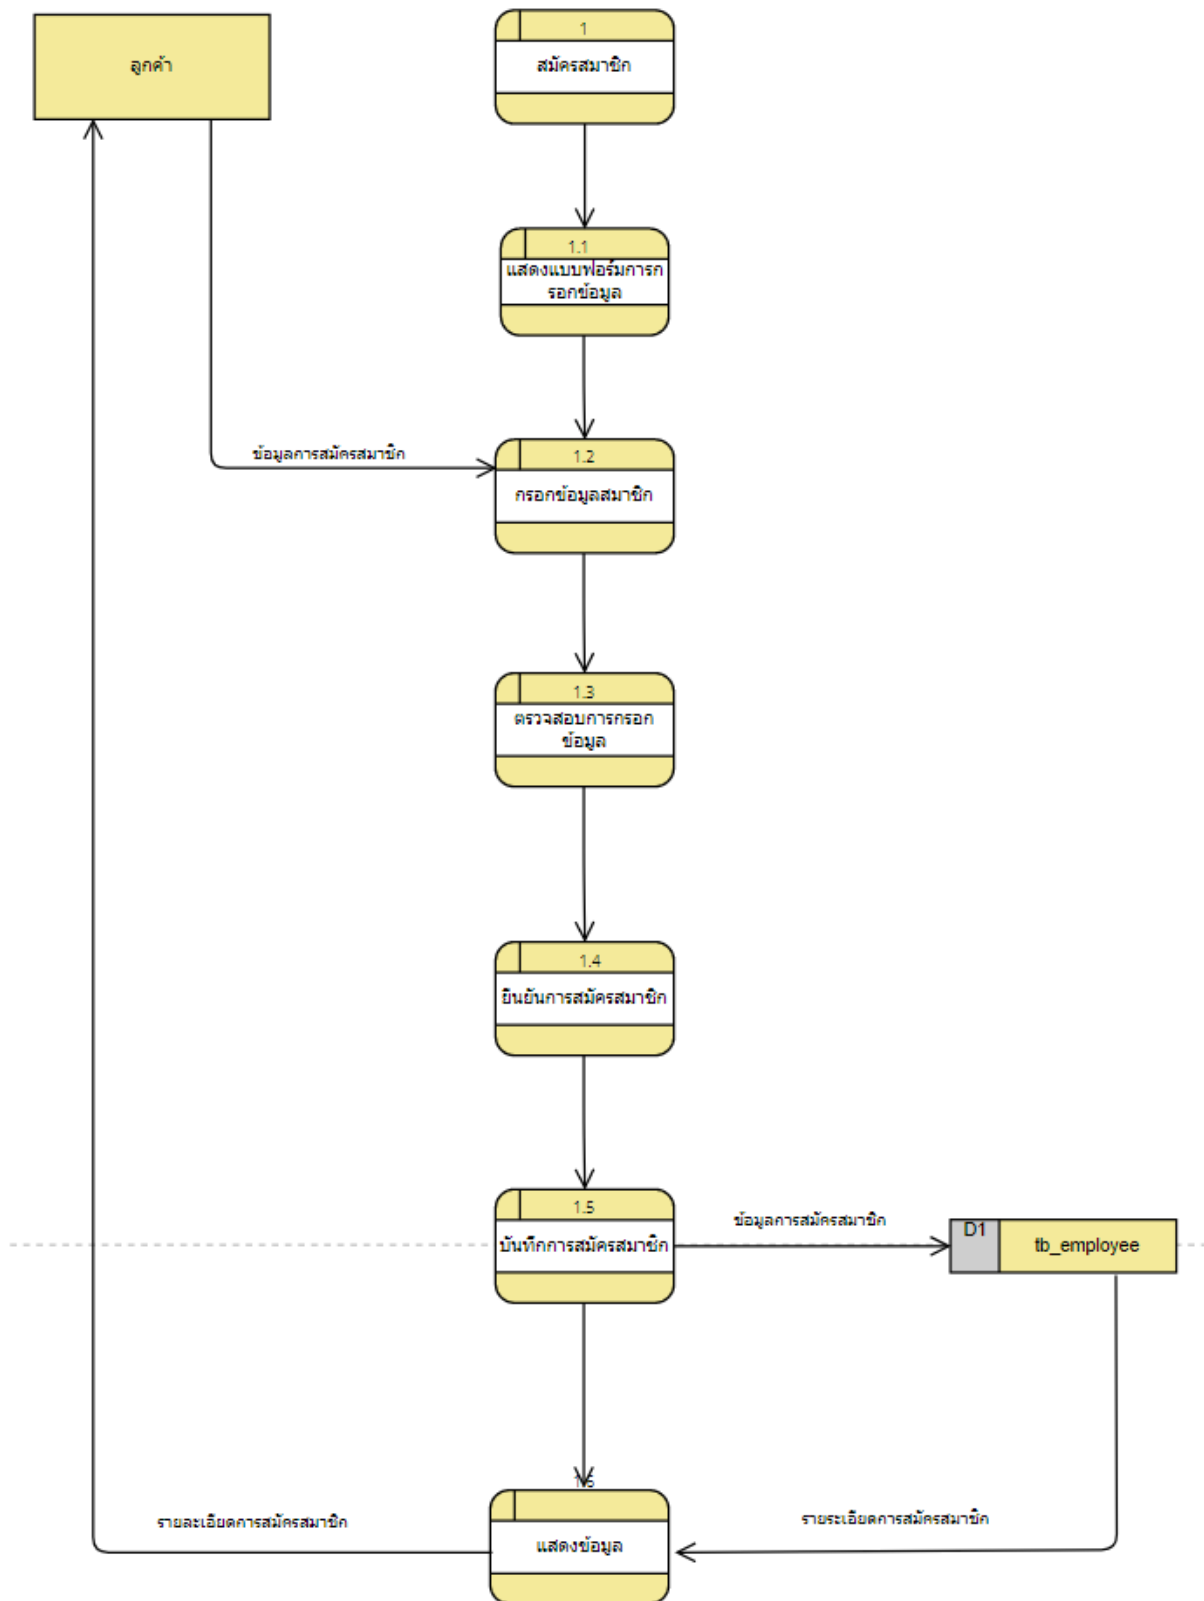 ลูกค้า
1
สมัครสมาชิก
1.1
แสดงแบบฟอร์มการก
รอกข้อมูล
ข้อมูลการสมัครสมาชิก
1.2
กรอกข้อมูลสมาชิก
1.3
ตรวจสอบการกรอก
ข้อมูล
1.4
ยินยันการสมัครสมาชิก
1.5
บันทึกการสมัครสมาชิก
ข้อมูลการสมัครสมาชิก
D1
tb_employee
1.6
แสดงข้อมูล
รายละเอียดการสมัครสมาชิก
รายระเอียดการสมัครสมาชิก